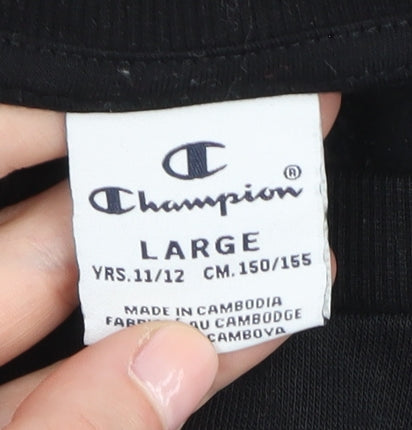 Champion®
LARGE
YRS.11/12 CM.150/155
MADE IN CAMBODIA
AU CAMBODGE
CAMBOYA